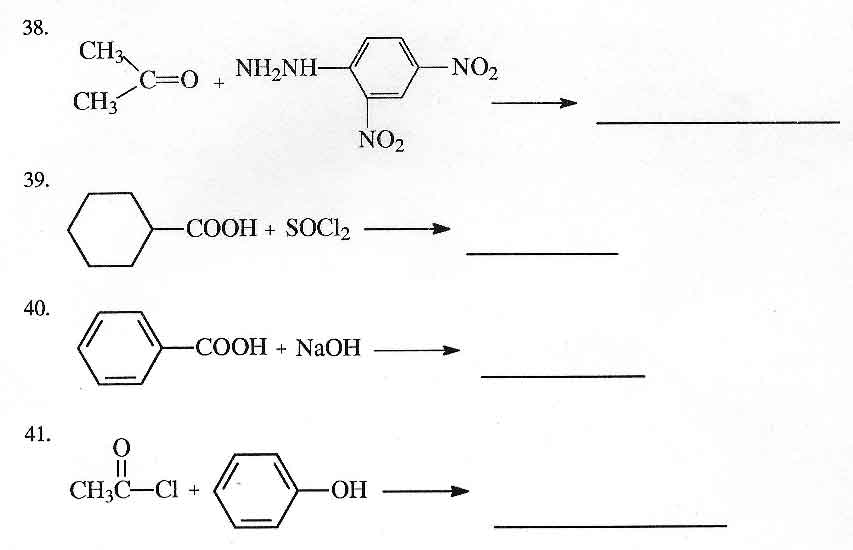 38.
CH₃
CH₃
C=O + NH₂NH— —NO₂
NO₂
39.
—COOH + SOCl₂
40.
—COOH + NaOH
41.
O
CH₃C—Cl + —OH